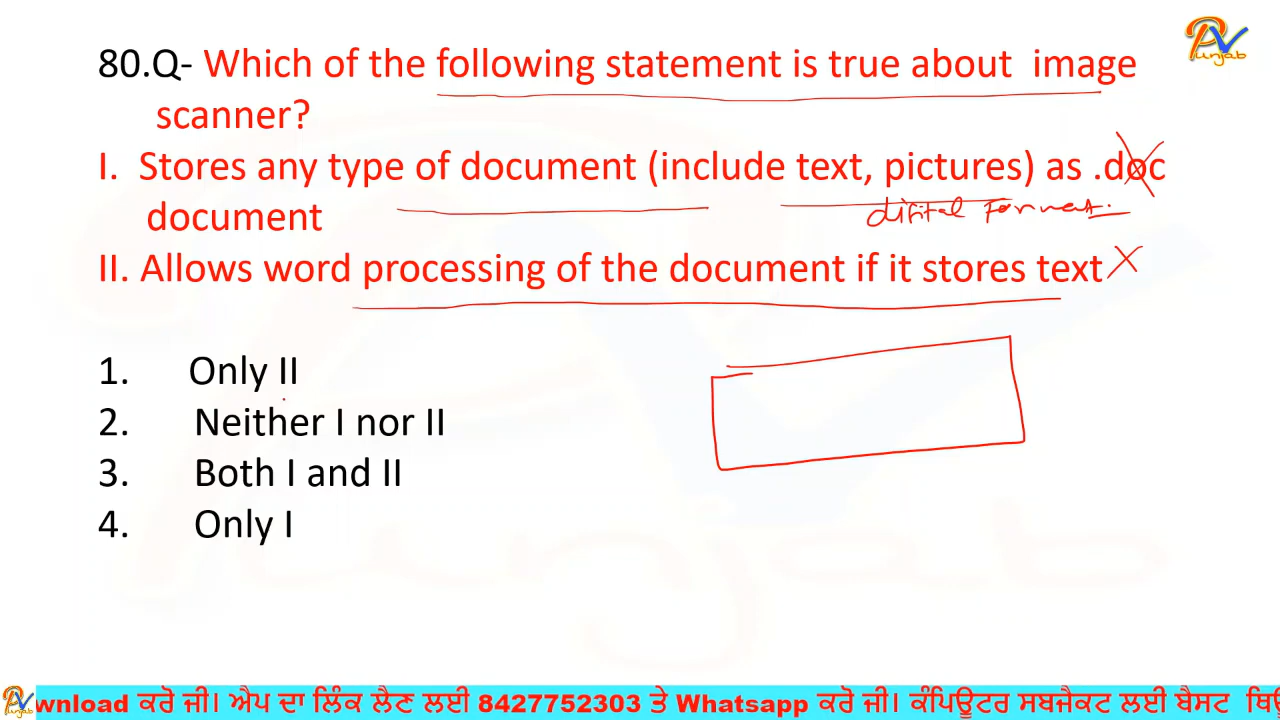 80.Q- Which of the following statement is true about image
scanner?
I. Stores any type of document (include text, pictures) as .doc
digital Format.
document
II. Allows word processing of the document if it stores text
1. Only II
2. Neither I nor II
3. Both I and II
4. Only I
Punjab
wnload ਕਰੋ ਜੀ। ਐਪ ਦਾ ਲਿੰਕ ਲੈਣ ਲਈ 8427752303 ਤੇ Whatsapp ਕਰੋ ਜੀ। ਕੰਪਿਊਟਰ ਸਬਜੈਕਟ ਲਈ ਬੈਸਟ